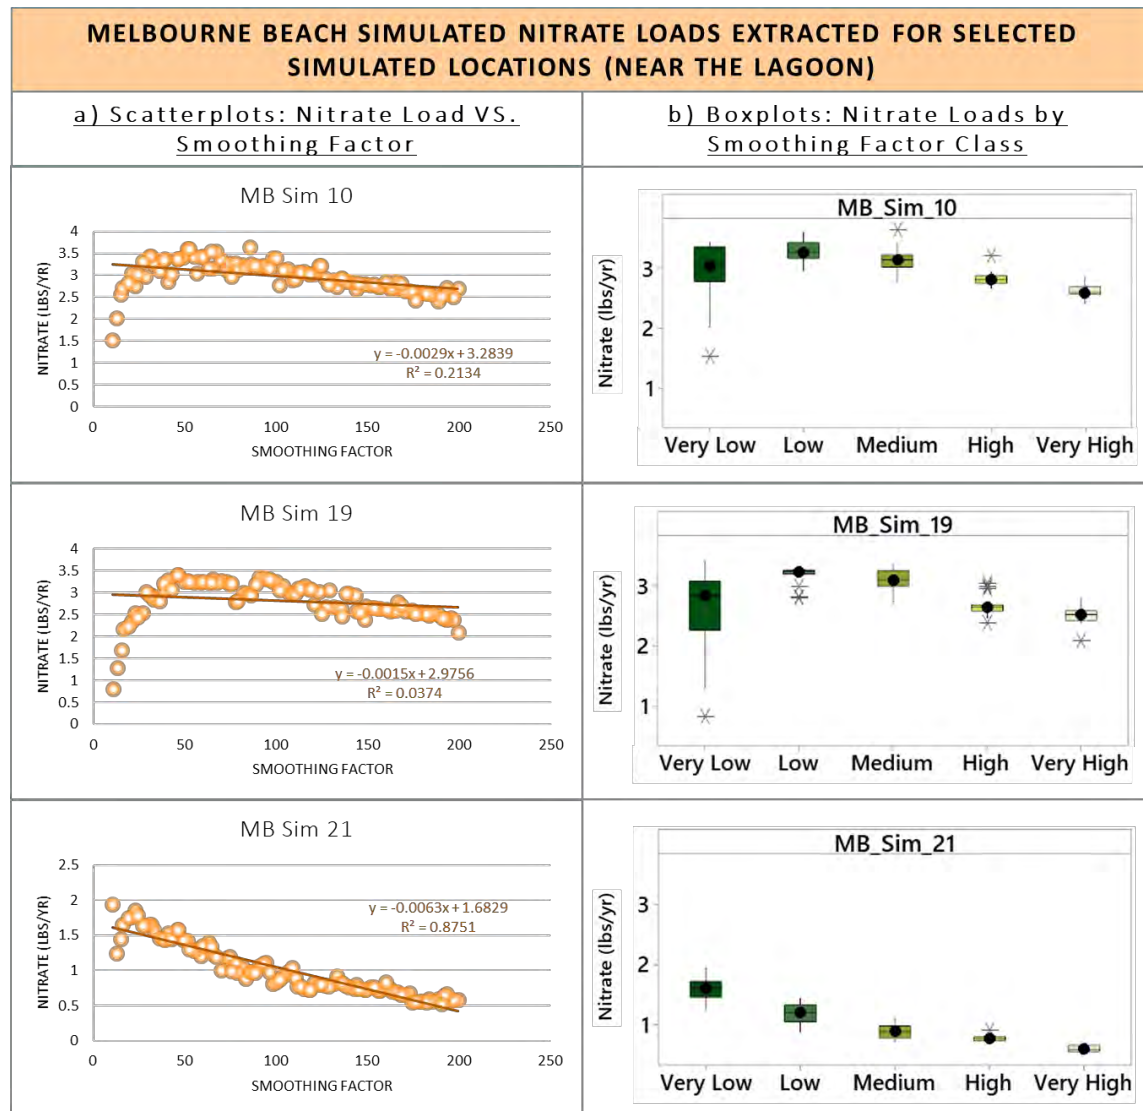 MELBOURNE BEACH SIMULATED NITRATE LOADS EXTRACTED FOR SELECTED
SIMULATED LOCATIONS (NEAR THE LAGOON)
a) Scatterplots: Nitrate Load VS.
Smoothing Factor
b) Boxplots: Nitrate Loads by
Smoothing Factor Class
MB Sim 10
NITRATE (LBS/YR)
4
3.5
3
2.5
2
1.5
1
0.5
0
y = -0.0029x + 3.2839
R² = 0.2134
0 50 100 150 200 250
SMOOTHING FACTOR
MB_Sim_10
Nitrate (lbs/yr)
3
2
1
Very Low Low Medium High Very High
MB Sim 19
NITRATE (LBS/YR)
4
3.5
3
2.5
2
1.5
1
0.5
0
y = -0.0015x + 2.9756
R² = 0.0374
0 50 100 150 200 250
SMOOTHING FACTOR
MB_Sim_19
Nitrate (lbs/yr)
3
2
1
Very Low Low Medium High Very High
MB Sim 21
NITRATE (LBS/YR)
2.5
2
1.5
1
0.5
0
y = -0.0063x + 1.6829
R² = 0.8751
0 50 100 150 200 250
SMOOTHING FACTOR
MB_Sim_21
Nitrate (lbs/yr)
3
2
1
Very Low Low Medium High Very High